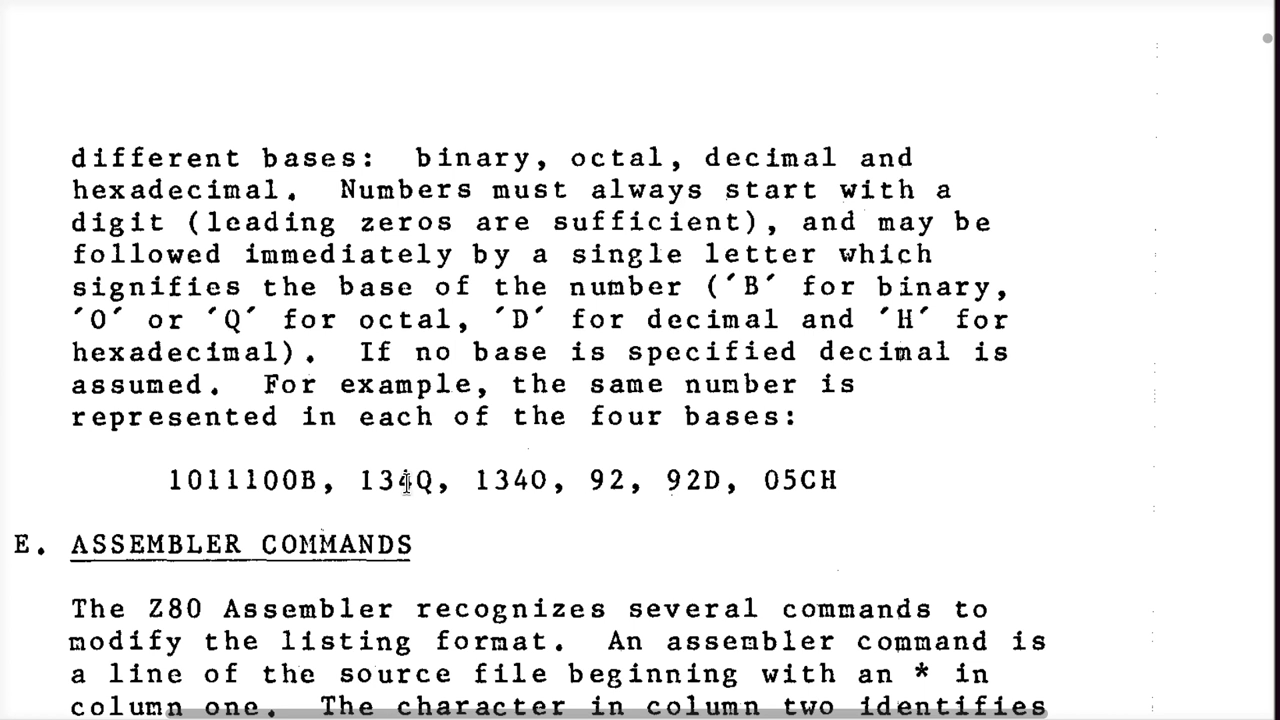 different bases:  binary, octal, decimal and
hexadecimal.  Numbers must always start with a
digit (leading zeros are sufficient), and may be
followed immediately by a single letter which
signifies the base of the number (´B´ for binary,
´O´ or ´Q´ for octal, ´D´ for decimal and ´H´ for
hexadecimal).  If no base is specified decimal is
assumed.  For example, the same number is
represented in each of the four bases:
1011100B, 134Q, 134O, 92, 92D, 05CH
E. ASSEMBLER COMMANDS
The Z80 Assembler recognizes several commands to
modify the listing format.  An assembler command is
a line of the source file beginning with an * in
column one.  The character in column two identifies